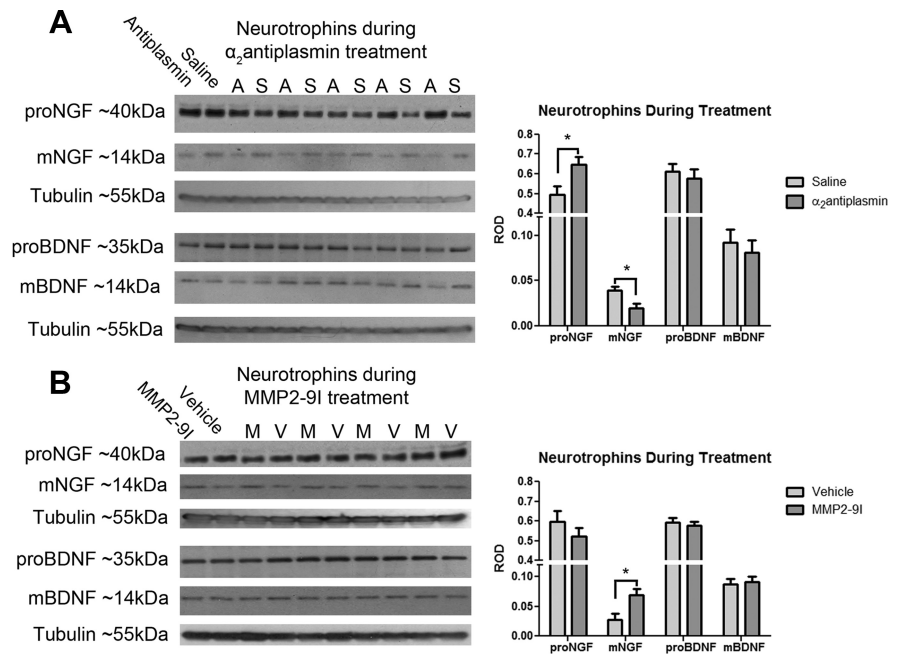 A
Neurotrophins during
α2antiplasmin treatment
Antiplasmin
Saline
A S A S A S A S A S
proNGF ~40kDa
mNGF ~14kDa
Tubulin ~55kDa
proBDNF ~35kDa
mBDNF ~14kDa
Tubulin ~55kDa
Neurotrophins During Treatment
0.8
0.7
0.6
0.5
0.4
0.10
0.05
0.00
ROD
*
*
proNGF mNGF proBDNF mBDNF
Saline
α2antiplasmin
B
Neurotrophins during
MMP2-9I treatment
MMP2-9I
Vehicle
M V M V M V M V
proNGF ~40kDa
mNGF ~14kDa
Tubulin ~55kDa
proBDNF ~35kDa
mBDNF ~14kDa
Tubulin ~55kDa
Neurotrophins During Treatment
0.8
0.7
0.6
0.5
0.4
0.10
0.05
0.00
ROD
*
proNGF mNGF proBDNF mBDNF
Vehicle
MMP2-9I